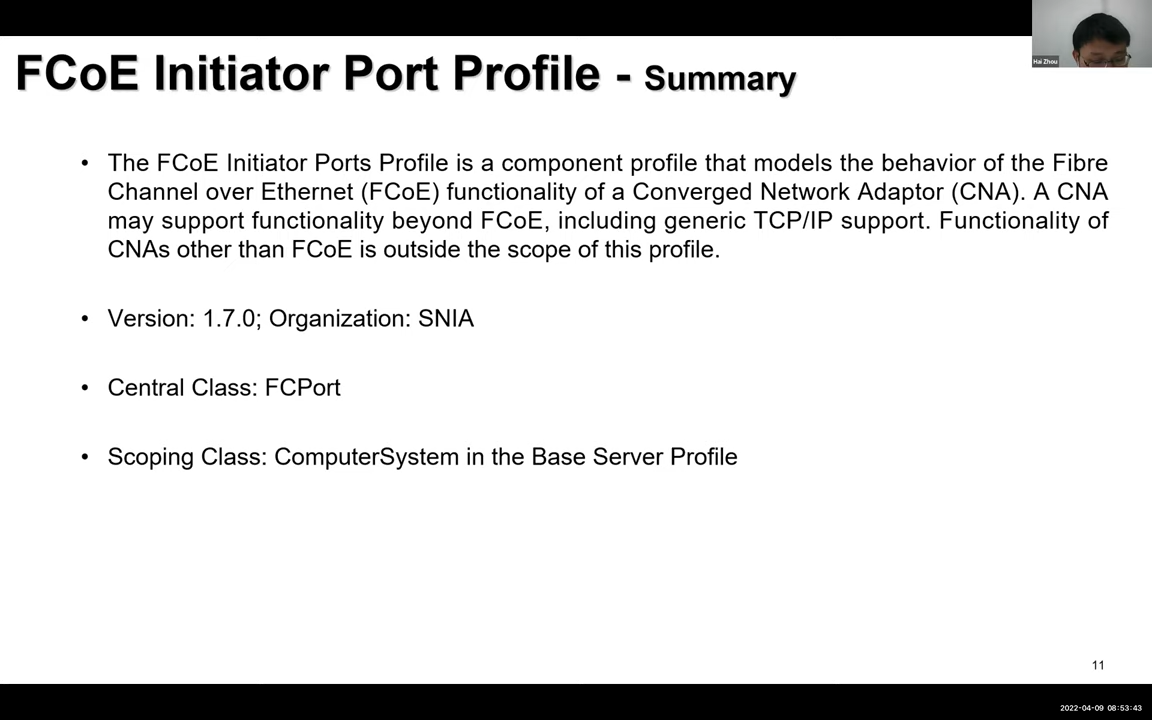 FCoE Initiator Port Profile - Summary
Hai Zhou
• The FCoE Initiator Ports Profile is a component profile that models the behavior of the Fibre
Channel over Ethernet (FCoE) functionality of a Converged Network Adaptor (CNA). A CNA
may support functionality beyond FCoE, including generic TCP/IP support. Functionality of
CNAs other than FCoE is outside the scope of this profile.
• Version: 1.7.0; Organization: SNIA
• Central Class: FCPort
• Scoping Class: ComputerSystem in the Base Server Profile
11
2022-04-09 08:53:43